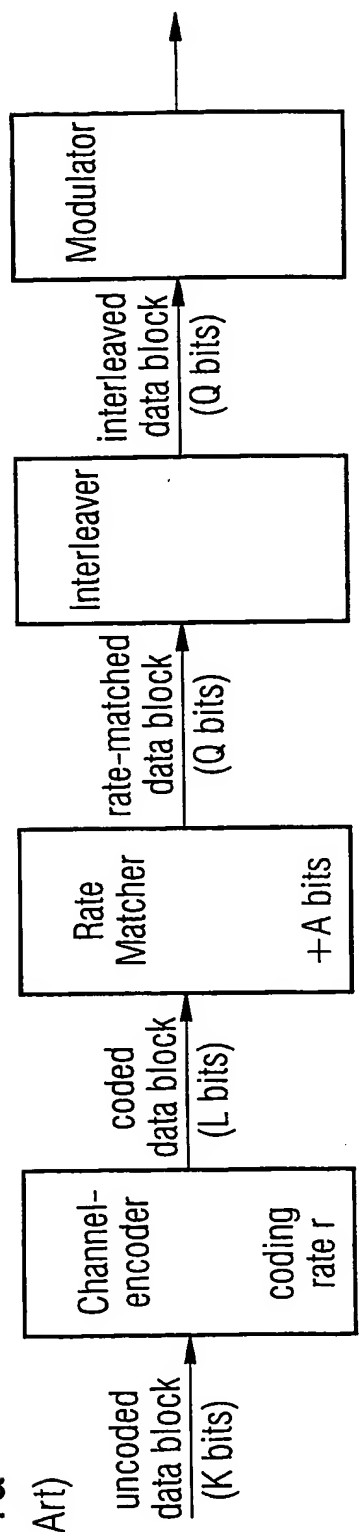 Art)
uncoded
data block
(K bits)
Channel-
encoder
coding
rate r
coded
data block
(L bits)
Rate
Matcher
+A bits
rate-matched
data block
(Q bits)
Interleaver
interleaved
data block
(Q bits)
Modulator